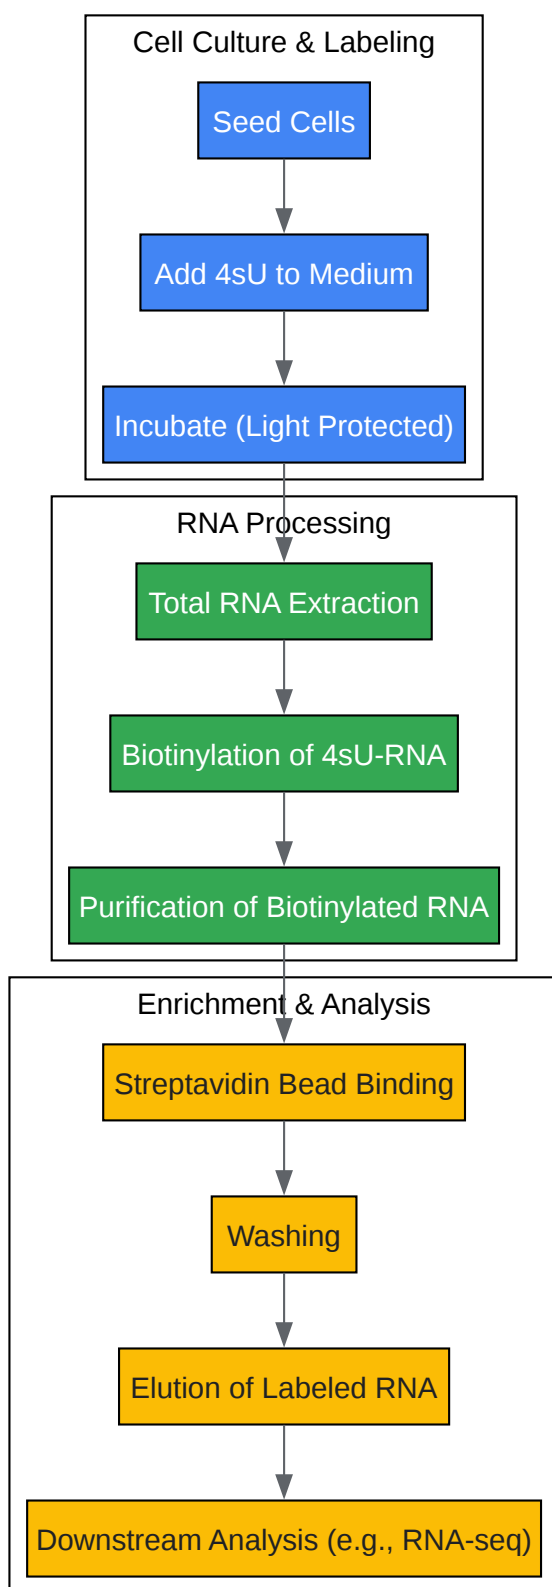 Cell Culture & Labeling
Seed Cells
Add 4sU to Medium
Incubate (Light Protected)
RNA Processing
Total RNA Extraction
Biotinylation of 4sU-RNA
Purification of Biotinylated RNA
Enrichment & Analysis
Streptavidin Bead Binding
Washing
Elution of Labeled RNA
Downstream Analysis (e.g., RNA-seq)